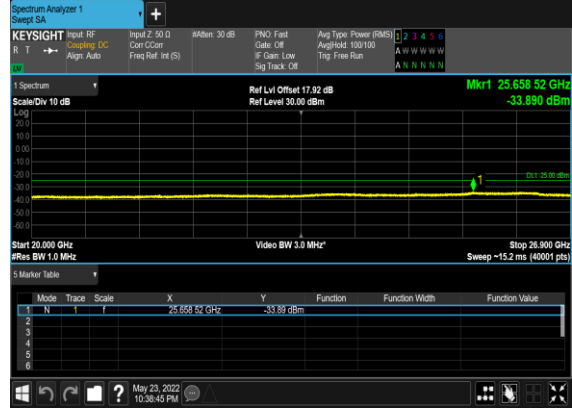 Spectrum Analyzer 1
Swept SA
+
KEYSIGHT Input: RF Input Z: 50 Ω #Atten: 30 dB PNO: Fast Avg Type: Power (RMS) 1 2 3 4 5 6
R T Coupling: DC Corr CCorr Gate: Off Avg|Hold: 100/100 A W W W W W
Align: Auto Freq Ref: Int (S) IF Gain: Low Trig: Free Run
Sig Track: Off A N N N N N
1 Spectrum
Ref Lvl Offset 17.92 dB Mkr1 25.658 52 GHz
Scale/Div 10 dB Ref Level 30.00 dBm -33.890 dBm
Log
20.0
10.0
0.00
-10.0
-20.0
DL1 -25.00 dBm
1
-30.0
-40.0
-50.0
-60.0
Start 20.000 GHz Video BW 3.0 MHz* Stop 26.900 GHz
#Res BW 1.0 MHz Sweep ~15.2 ms (40001 pts)
5 Marker Table
Mode Trace Scale X Y Function Function Width Function Value
1 N 1 f 25.658 52 GHz -33.89 dBm
2
3
4
5
6
? May 23, 2022
10:38:45 PM